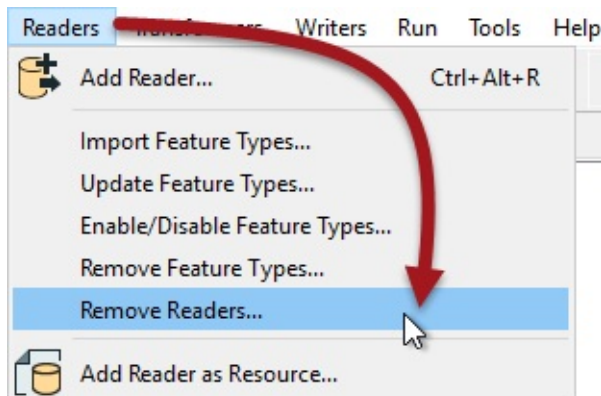 Readers Transformers Writers Run Tools Help
Add Reader... Ctrl+Alt+R
Import Feature Types...
Update Feature Types...
Enable/Disable Feature Types...
Remove Feature Types...
Remove Readers...
Add Reader as Resource...